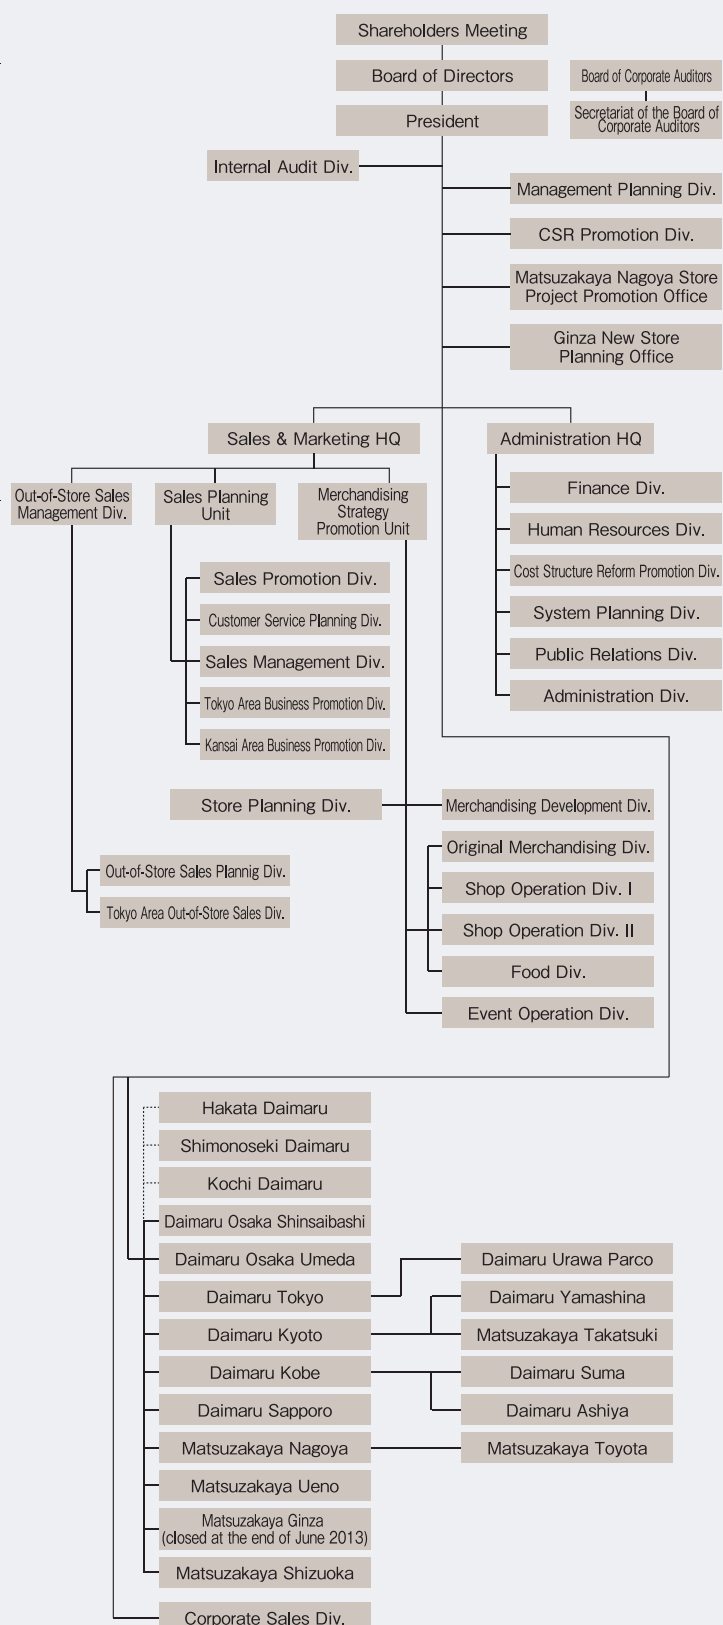 Shareholders Meeting
Board of Directors
Board of Corporate Auditors
President
Secretariat of the Board of
Corporate Auditors
Internal Audit Div.
Management Planning Div.
CSR Promotion Div.
Matsuzakaya Nagoya Store
Project Promotion Office
Ginza New Store
Planning Office
Sales & Marketing HQ
Administration HQ
Out-of-Store Sales
Management Div.
Sales Planning
Unit
Merchandising
Strategy
Promotion Unit
Finance Div.
Human Resources Div.
Cost Structure Reform Promotion Div.
System Planning Div.
Public Relations Div.
Administration Div.
Sales Promotion Div.
Customer Service Planning Div.
Sales Management Div.
Tokyo Area Business Promotion Div.
Kansai Area Business Promotion Div.
Store Planning Div.
Merchandising Development Div.
Original Merchandising Div.
Shop Operation Div. I
Shop Operation Div. II
Food Div.
Event Operation Div.
Out-of-Store Sales Plannig Div.
Tokyo Area Out-of-Store Sales Div.
Hakata Daimaru
Shimonoseki Daimaru
Kochi Daimaru
Daimaru Osaka Shinsaibashi
Daimaru Osaka Umeda
Daimaru Urawa Parco
Daimaru Tokyo
Daimaru Yamashina
Daimaru Kyoto
Matsuzakaya Takatsuki
Daimaru Kobe
Daimaru Suma
Daimaru Sapporo
Daimaru Ashiya
Matsuzakaya Nagoya
Matsuzakaya Toyota
Matsuzakaya Ueno
Matsuzakaya Ginza
(closed at the end of June 2013)
Matsuzakaya Shizuoka
Corporate Sales Div.